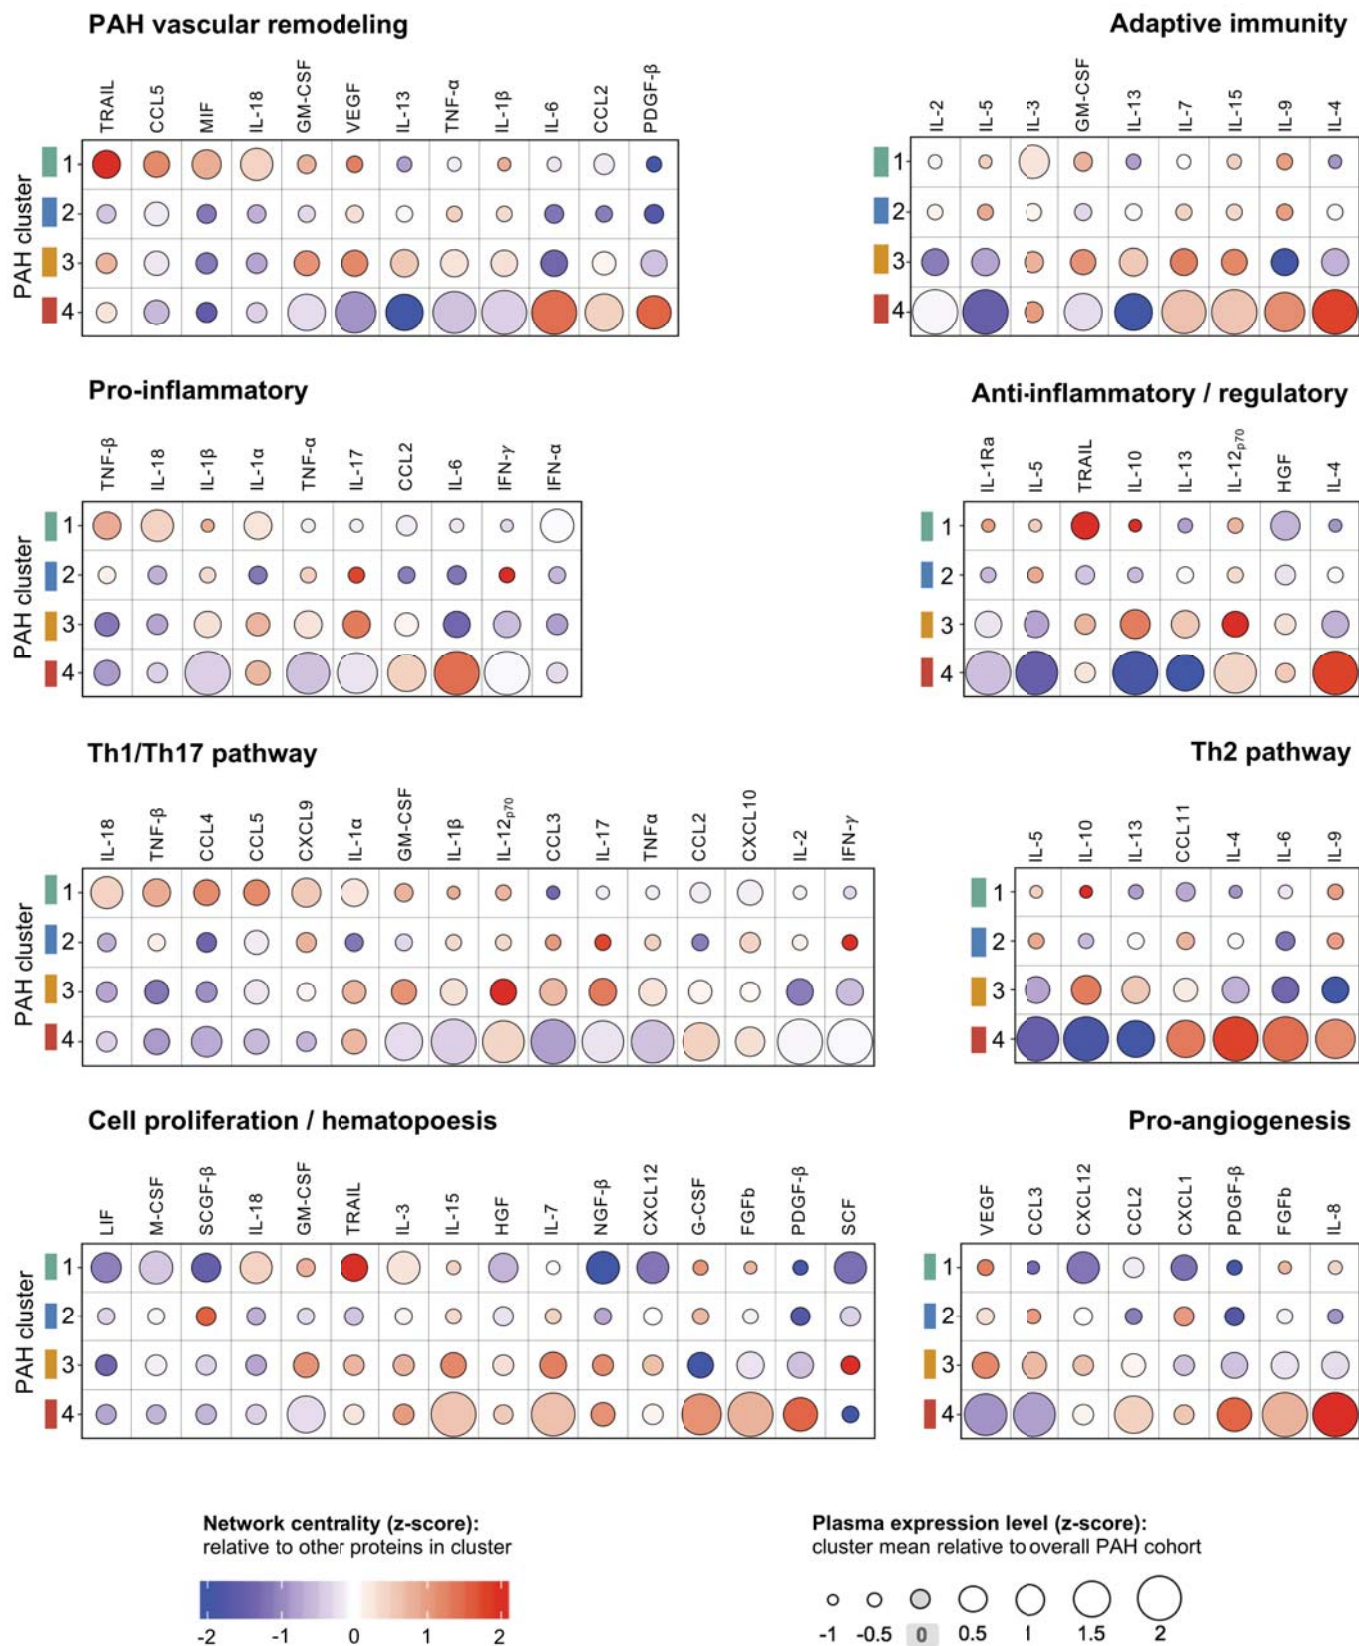 PAH vascular remodeling
TRAIL CCL5 MIF IL-18 GM-CSF VEGF IL-13 TNF-α IL-1β IL-6 CCL2 PDGF-β
PAH cluster
1
2
3
4
Adaptive immunity
IL-2 IL-5 IL-3 GM-CSF IL-13 IL-7 IL-15 IL-9 IL-4
1
2
3
4
Pro-inflammatory
TNF-β IL-18 IL-1β IL-1α TNF-α IL-17 CCL2 IL-6 IFN-γ IFN-α
PAH cluster
1
2
3
4
Anti-inflammatory / regulatory
IL-1Ra IL-5 TRAIL IL-10 IL-13 IL-12p70 HGF IL-4
1
2
3
4
Th1/Th17 pathway
IL-18 TNF-β CCL4 CCL5 CXCL9 IL-1α GM-CSF IL-1β IL-12p70 CCL3 IL-17 TNFα CCL2 CXCL10 IL-2 IFN-γ
PAH cluster
1
2
3
4
Th2 pathway
IL-5 IL-10 IL-13 CCL11 IL-4 IL-6 IL-9
1
2
3
4
Cell proliferation / hematopoesis
LIF M-CSF SCGF-β IL-18 GM-CSF TRAIL IL-3 IL-15 HGF IL-7 NGF-β CXCL12 G-CSF FGFb PDGF-β SCF
PAH cluster
1
2
3
4
Pro-angiogenesis
VEGF CCL3 CXCL12 CCL2 CXCL1 PDGF-β FGFb IL-8
1
2
3
4
Network centrality (z-score):
relative to other proteins in cluster
-2 -1 0 1 2
Plasma expression level (z-score):
cluster mean relative to overall PAH cohort
-1 -0.5 0 0.5 1 1.5 2